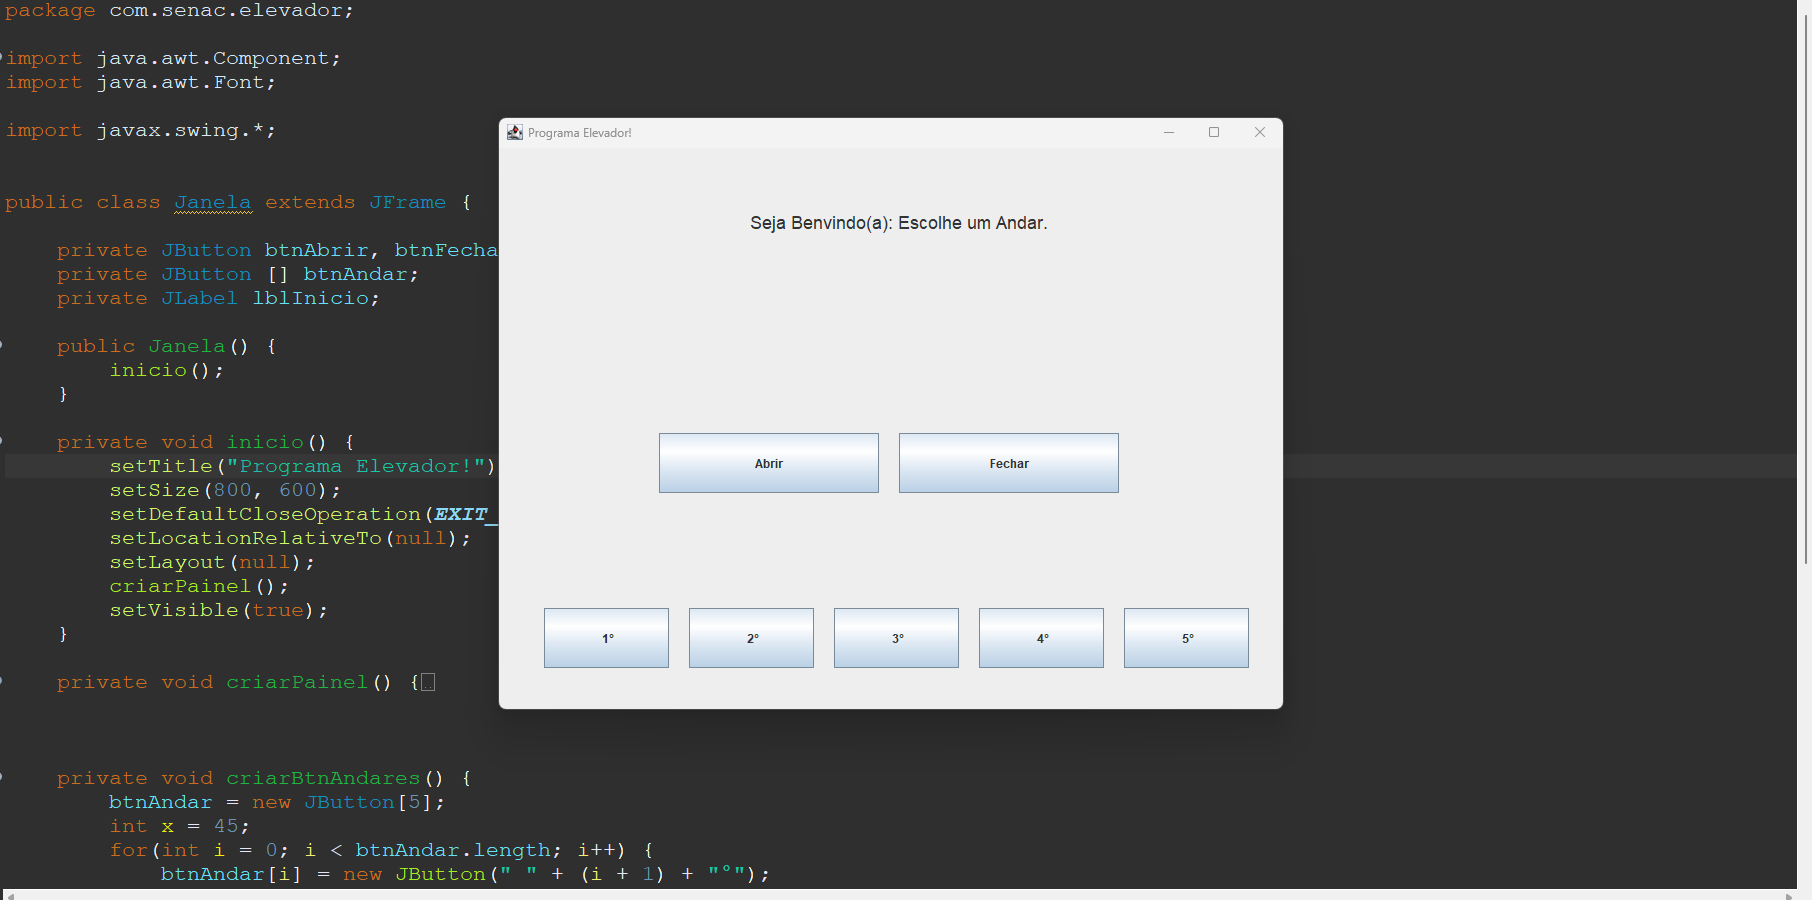 package com.senac.elevador;
import java.awt.Component;
import java.awt.Font;
import javax.swing.*;
public class Janela extends JFrame {
private JButton btnAbrir, btnFecha
private JButton [] btnAndar;
private JLabel lblInicio;
public Janela() {
inicio();
}
private void inicio() {
setTitle("Programa Elevador!")
setSize(800, 600);
setDefaultCloseOperation(EXIT_
setLocationRelativeTo(null);
setLayout(null);
criarPainel();
setVisible(true);
}
private void criarPainel() {
private void criarBtnAndares() {
btnAndar = new JButton[5];
int x = 45;
for(int i = 0; i < btnAndar.length; i++) {
btnAndar[i] = new JButton(" " + (i + 1) + "°");
Programa Elevador!
Seja Benvindo(a): Escolhe um Andar.
Abrir
Fechar
1°
2°
3°
4°
5°